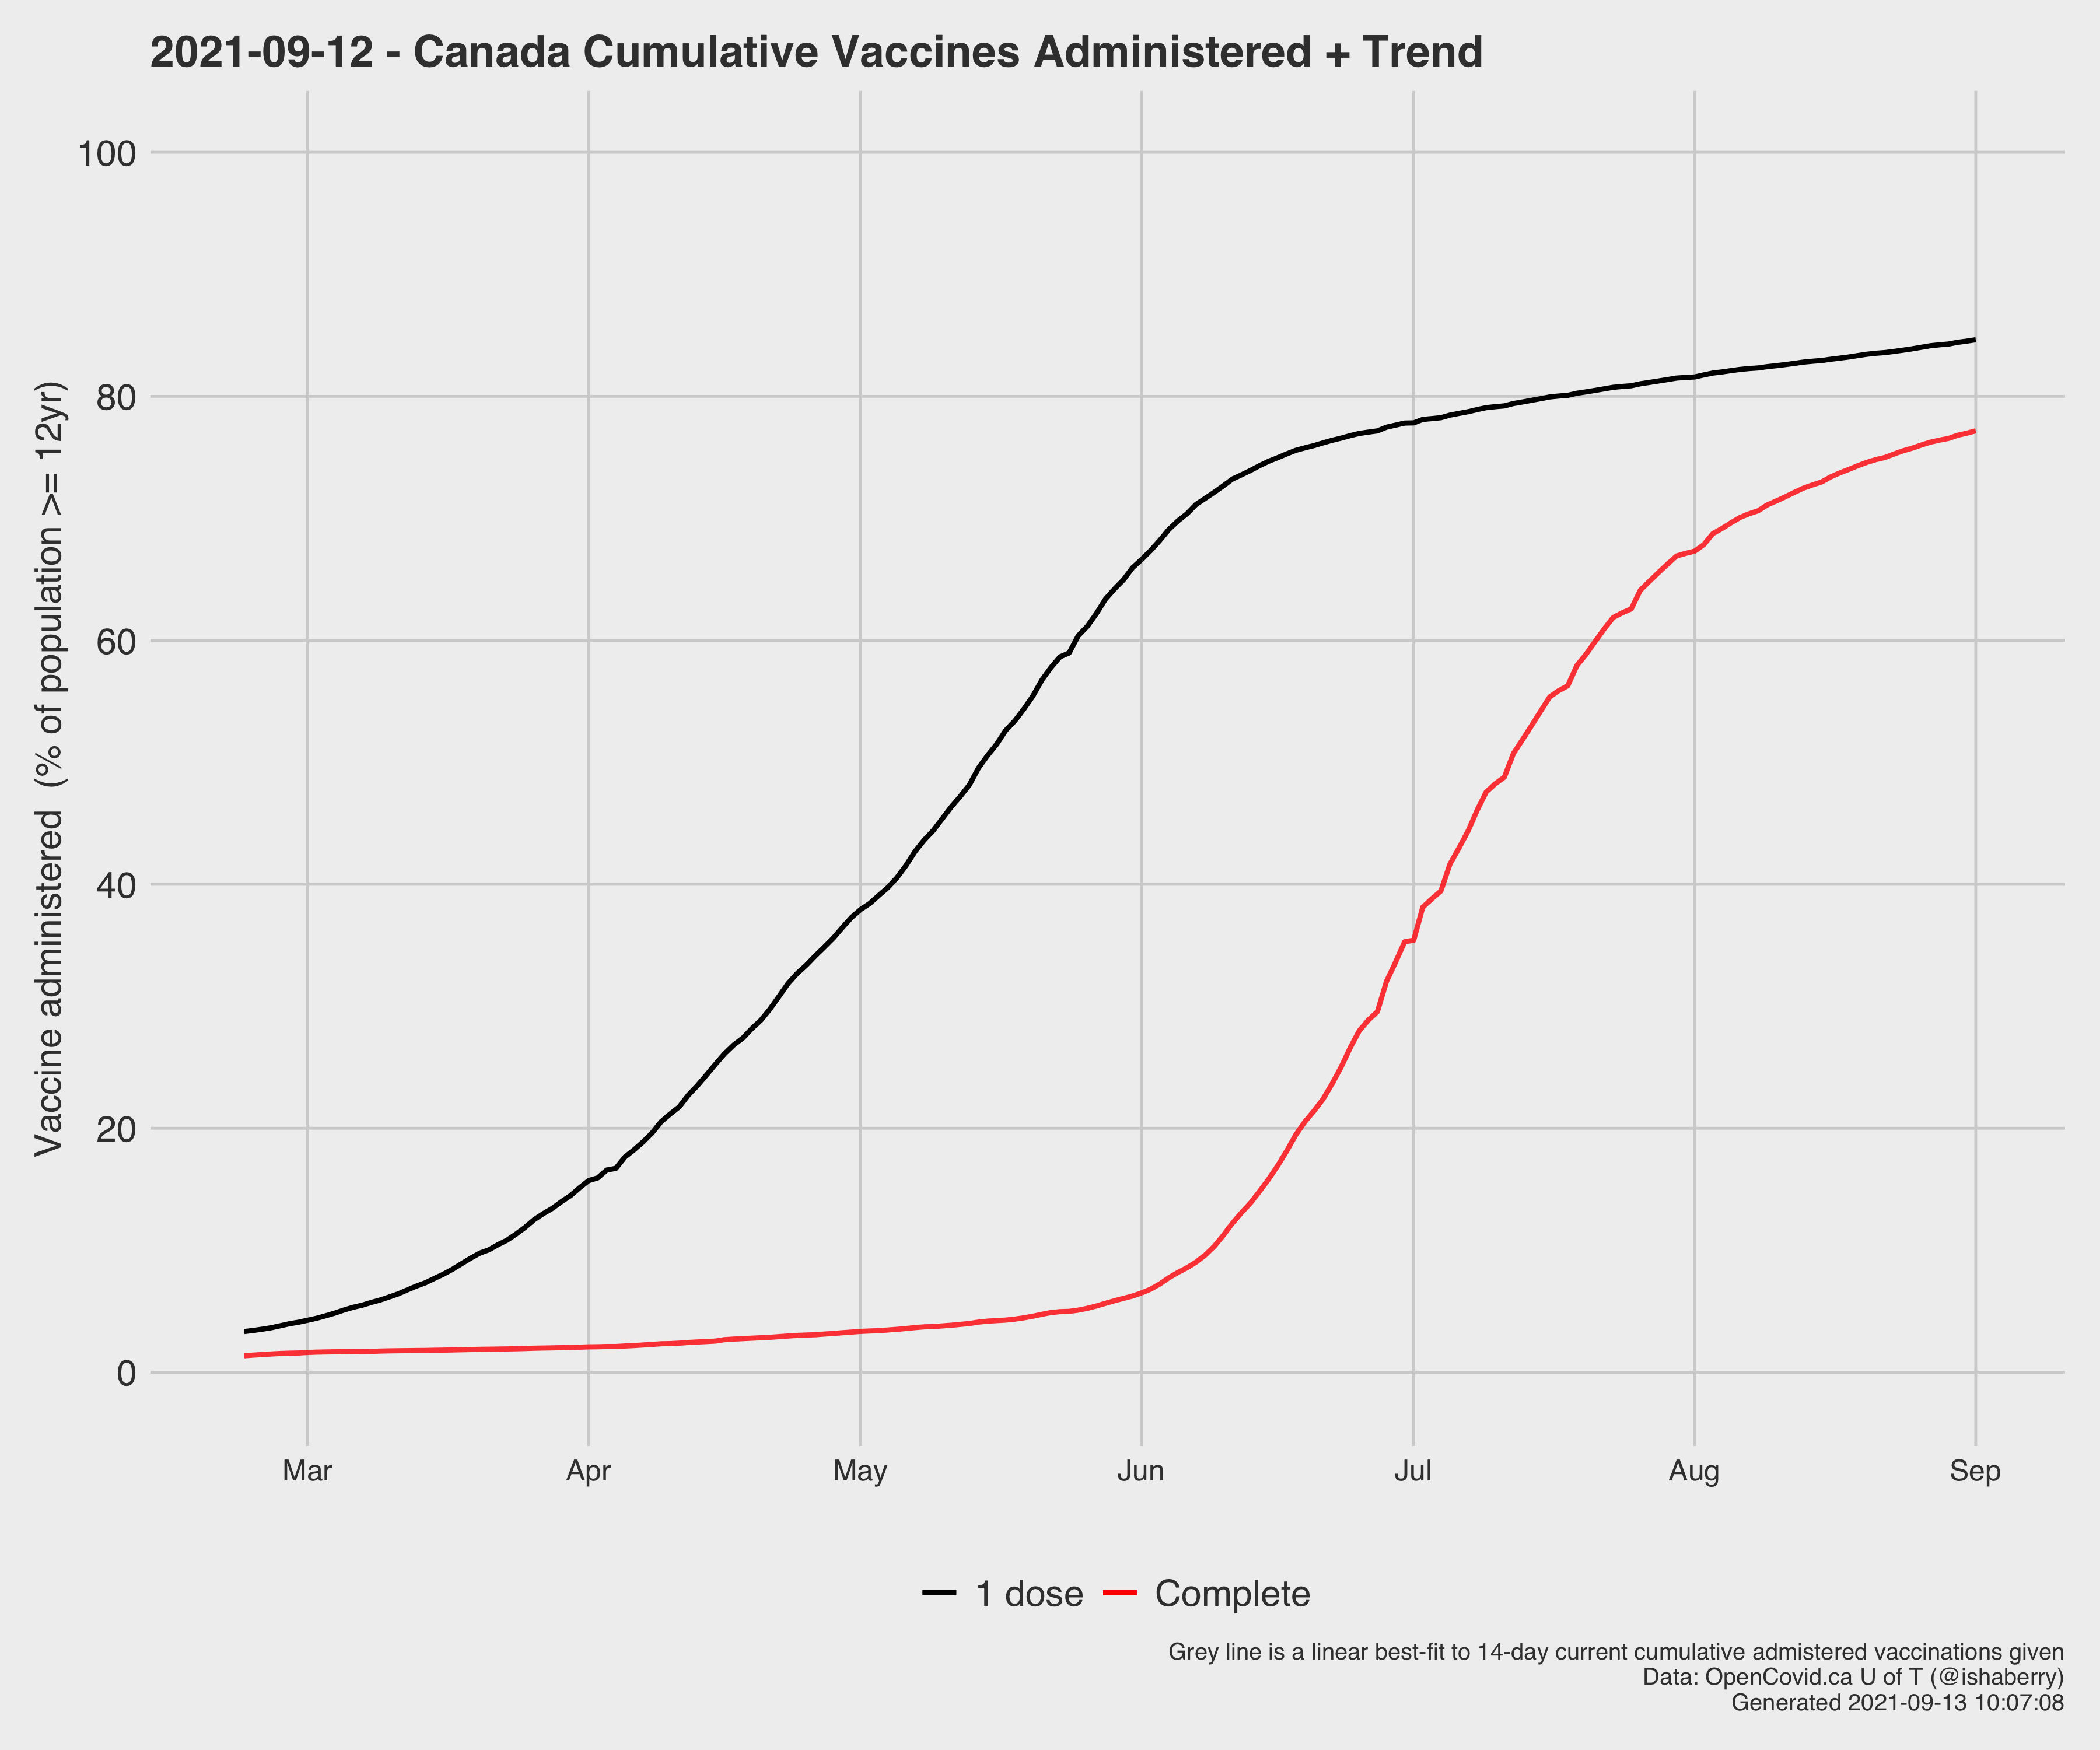 2021-09-12 - Canada Cumulative Vaccines Administered + Trend
Vaccine administered  (% of population >= 12yr)
100
80
60
40
20
0
Mar Apr May Jun Jul Aug Sep
1 dose Complete
Grey line is a linear best-fit to 14-day current cumulative admistered vaccinations given
Data: OpenCovid.ca U of T (@ishaberry)
Generated 2021-09-13 10:07:08